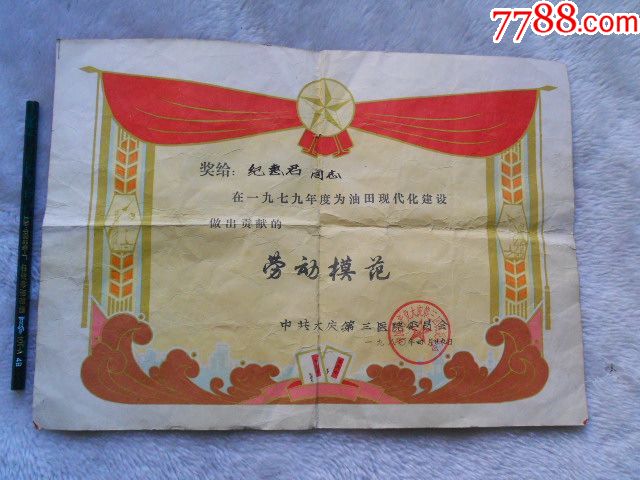 7788.com
奖给：纪惠君同志
在一九七九年度为油田现代化建设
做出贡献的
劳动模范
中共大庆第三医院委员会